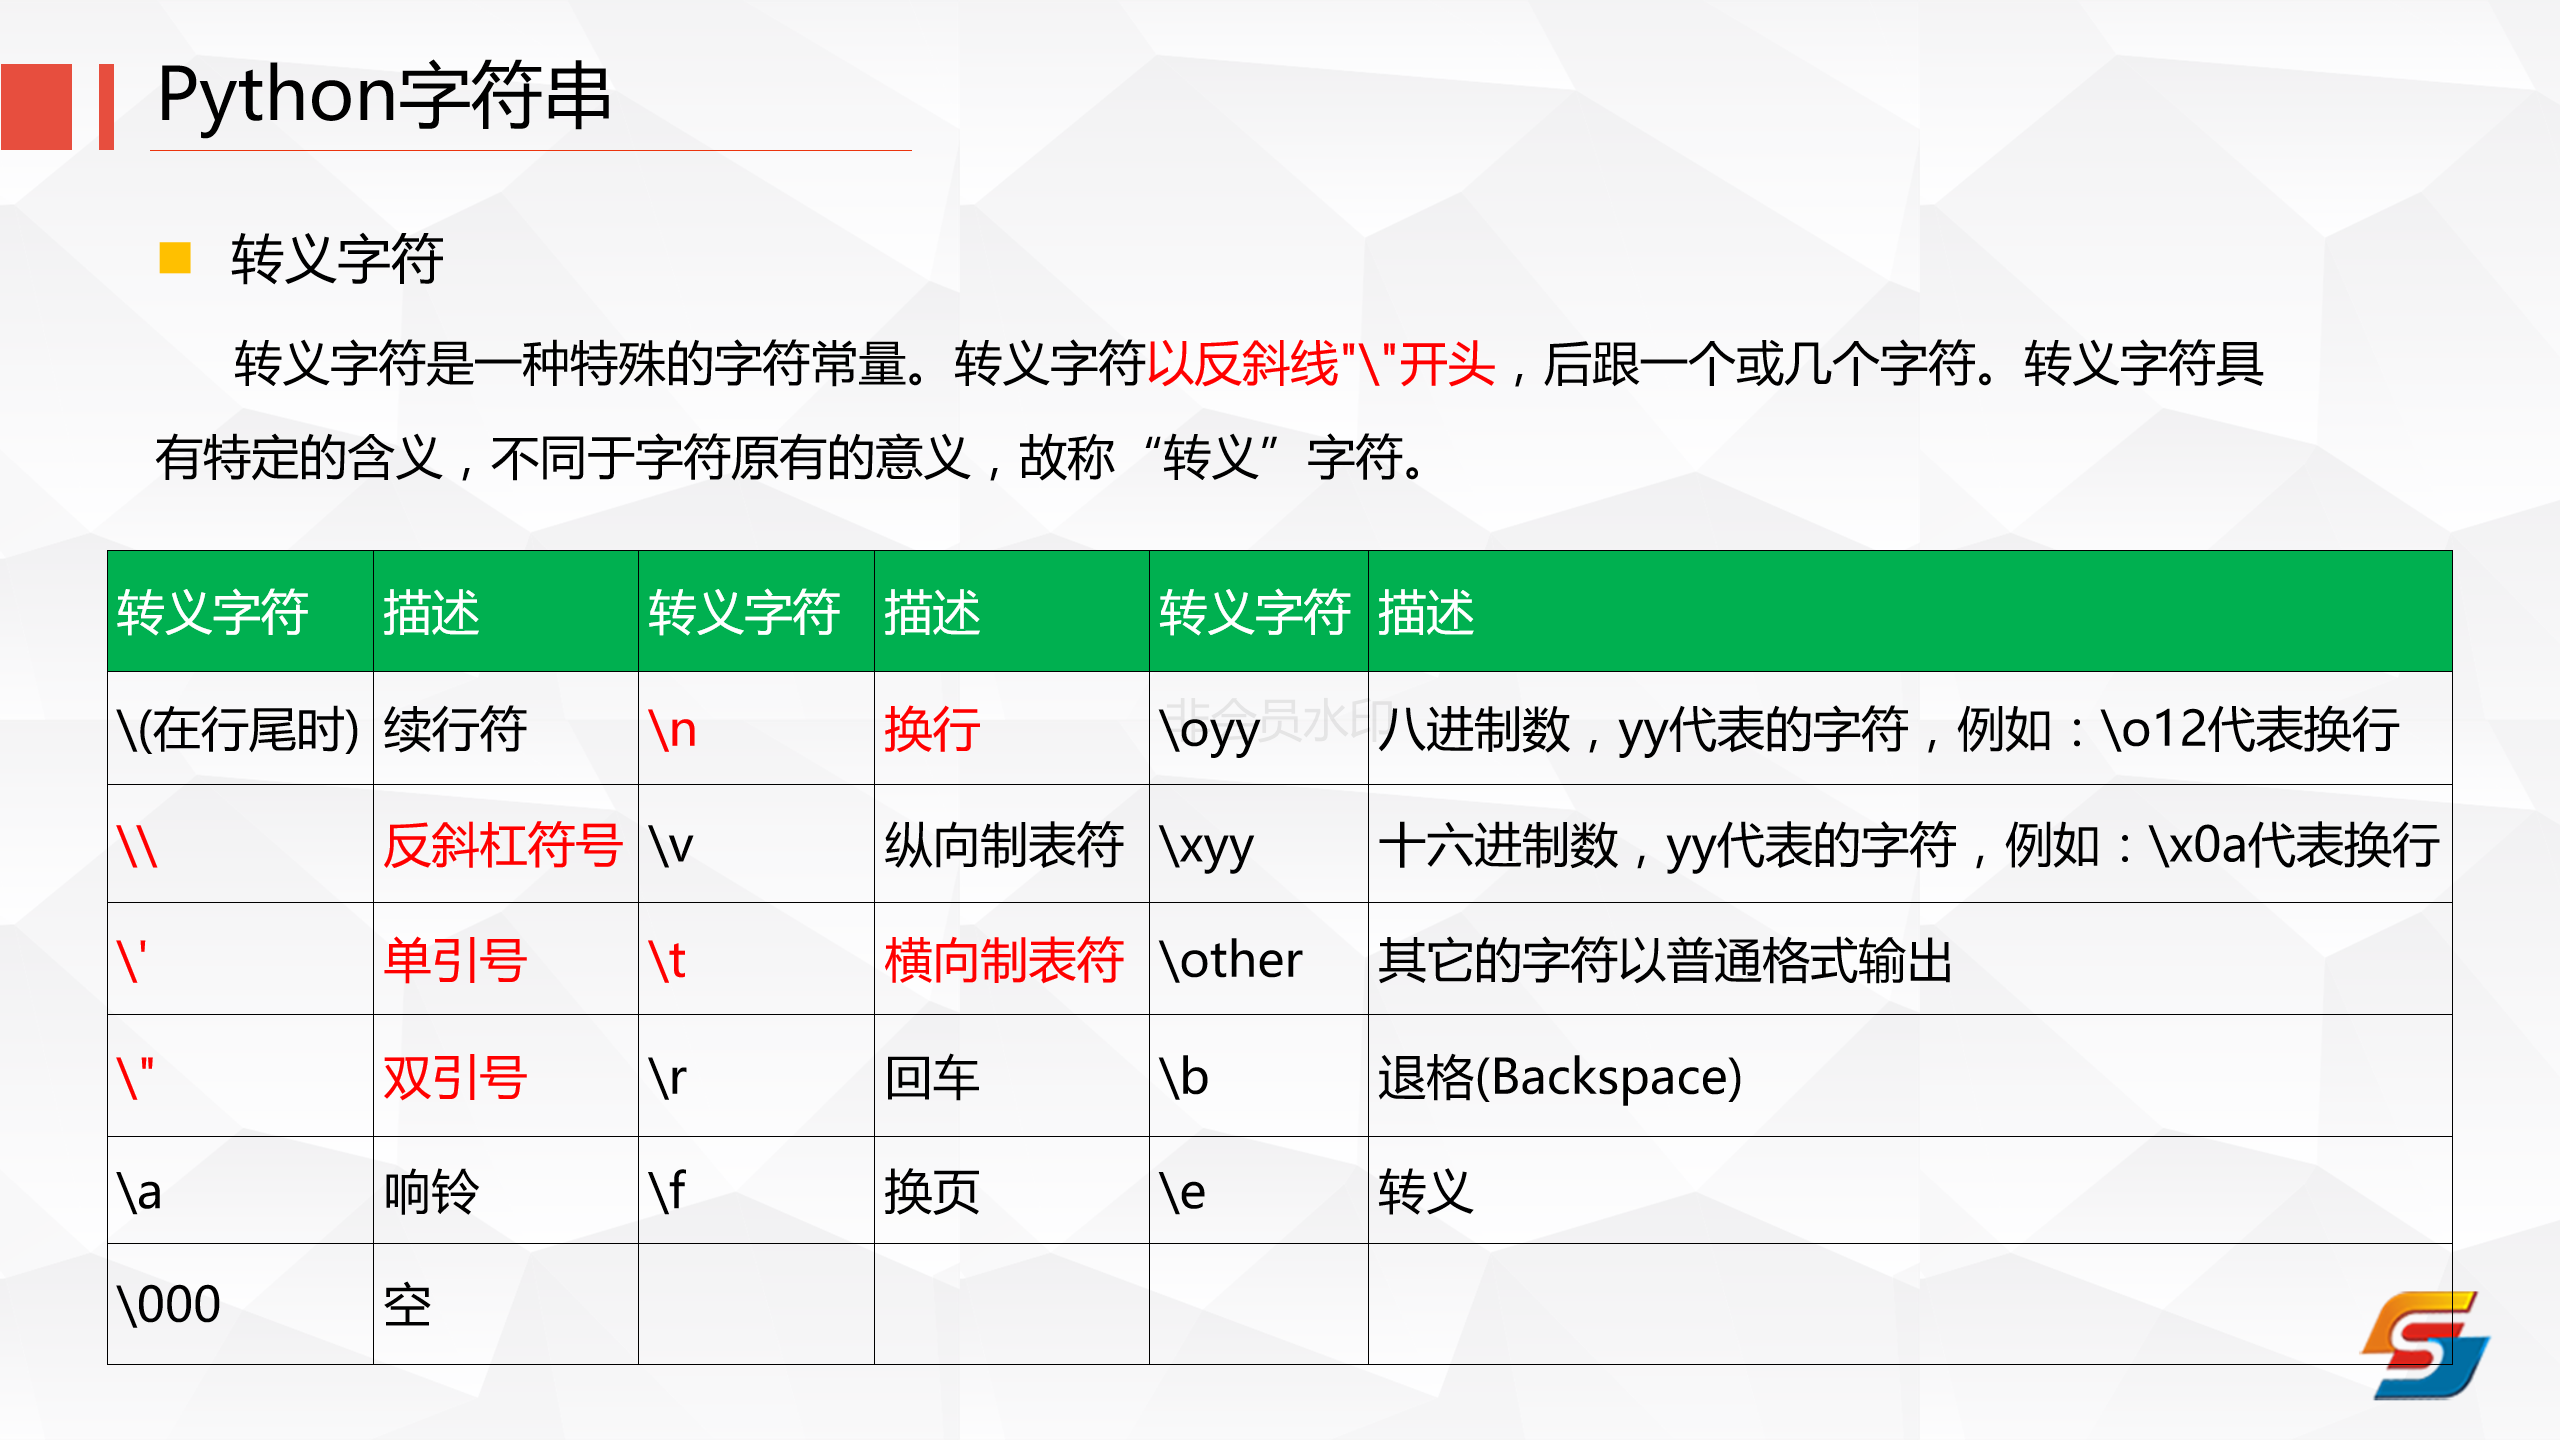 Python字符串
转义字符
转义字符是一种特殊的字符常量。转义字符以反斜线"\"开头，后跟一个或几个字符。转义字符具
有特定的含义，不同于字符原有的意义，故称“转义”字符。
转义字符 描述 转义字符 描述 转义字符 描述
\(在行尾时) 续行符 \n 换行 \oyy 八进制数，yy代表的字符，例如：\o12代表换行
非会员水印
\\ 反斜杠符号 \v 纵向制表符 \xyy 十六进制数，yy代表的字符，例如：\x0a代表换行
\' 单引号 \t 横向制表符 \other 其它的字符以普通格式输出
\" 双引号 \r 回车 \b 退格(Backspace)
\a 响铃 \f 换页 \e 转义
\000 空